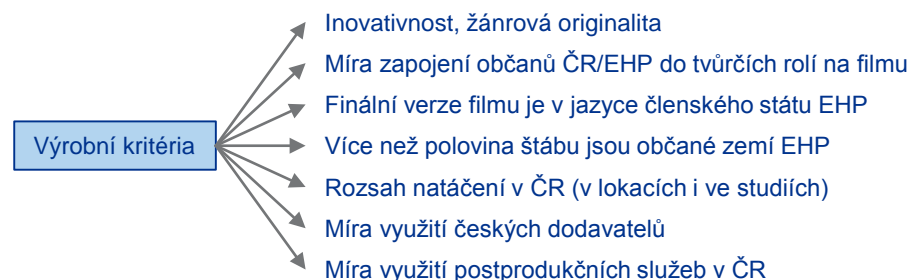 Inovativnost, žánrová originalita
Míra zapojení občanů ČR/EHP do tvůrčích rolí na filmu
Finální verze filmu je v jazyce členského státu EHP
Výrobní kritéria
Více než polovina štábu jsou občané zemí EHP
Rozsah natáčení v ČR (v lokacích i ve studiích)
Míra využití českých dodavatelů
Míra využití postprodukčních služeb v ČR